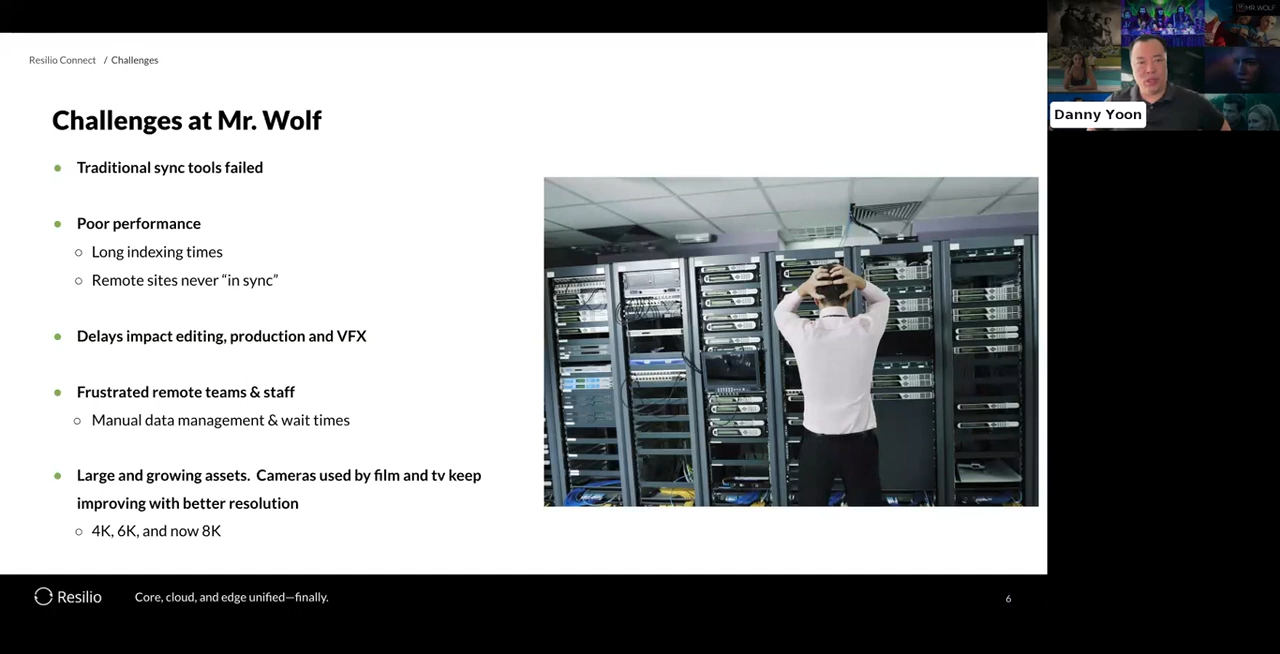 Resilio Connect / Challenges
Challenges at Mr. Wolf
Traditional sync tools failed
Poor performance
Long indexing times
Remote sites never “in sync”
Delays impact editing, production and VFX
Frustrated remote teams & staff
Manual data management & wait times
Large and growing assets.  Cameras used by film and tv keep
improving with better resolution
4K, 6K, and now 8K
Resilio
Core, cloud, and edge unified—finally.
6
MR. WOLF
Danny Yoon